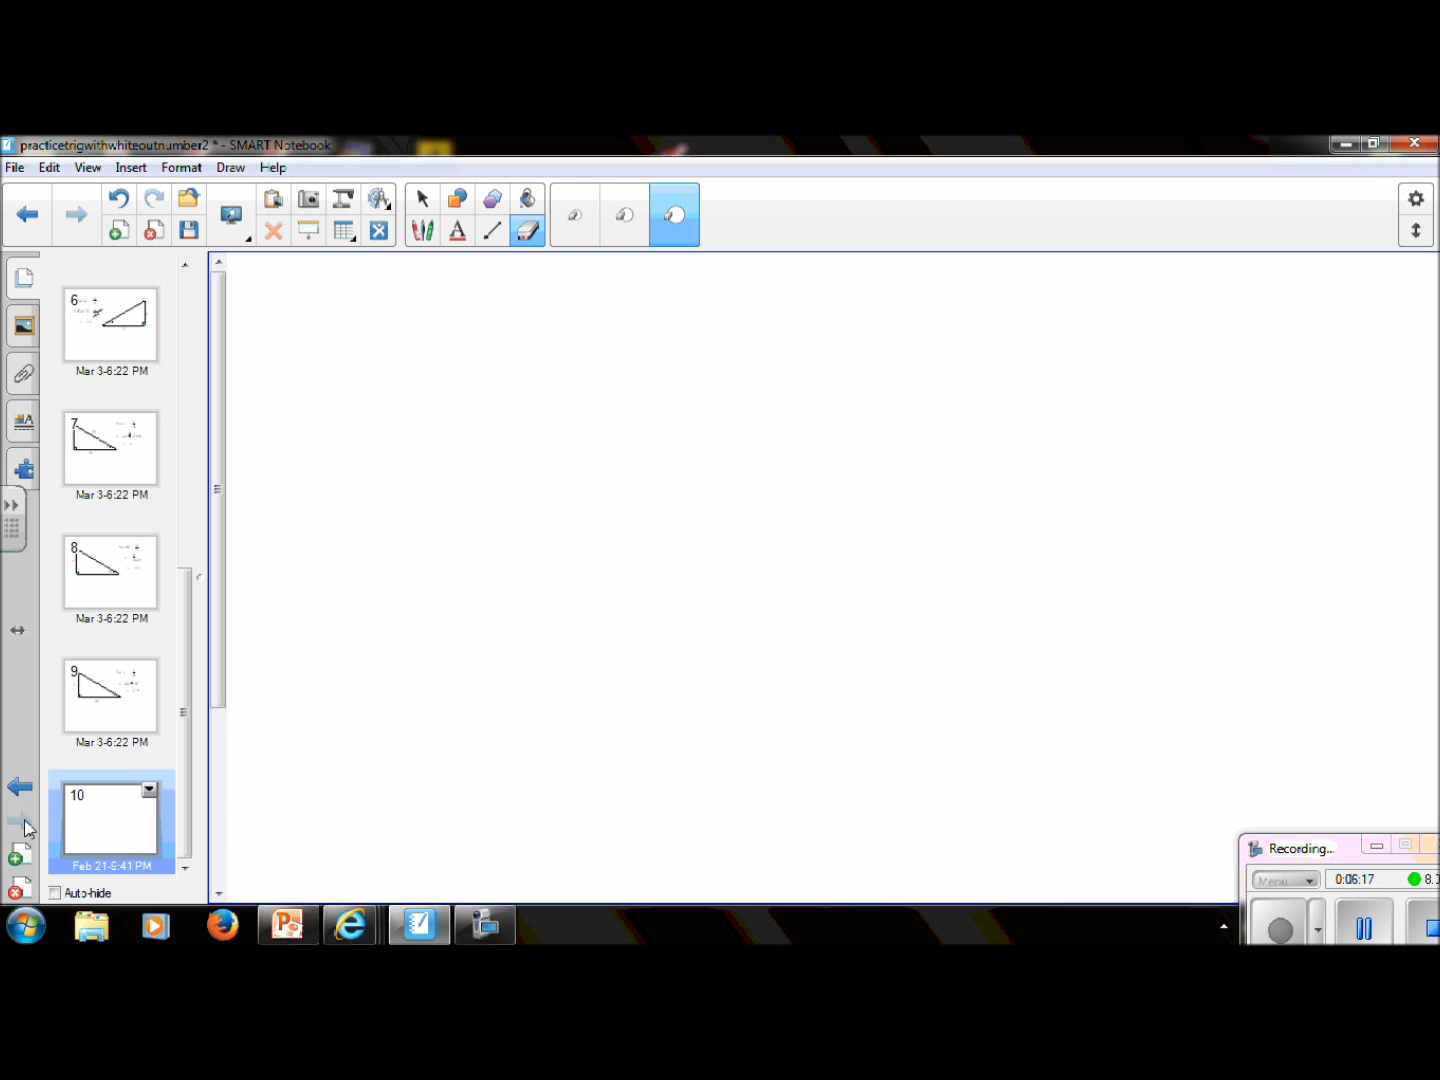 practicetrigwithwhiteoutnumber2 * - SMART Notebook
File Edit View Insert Format Draw Help
6
Mar 3-6:22 PM
7
Mar 3-6:22 PM
8
Mar 3-6:22 PM
9
Mar 3-6:22 PM
10
Feb 21-9:41 PM
Auto-hide
Recording...
Menu
0:06:17